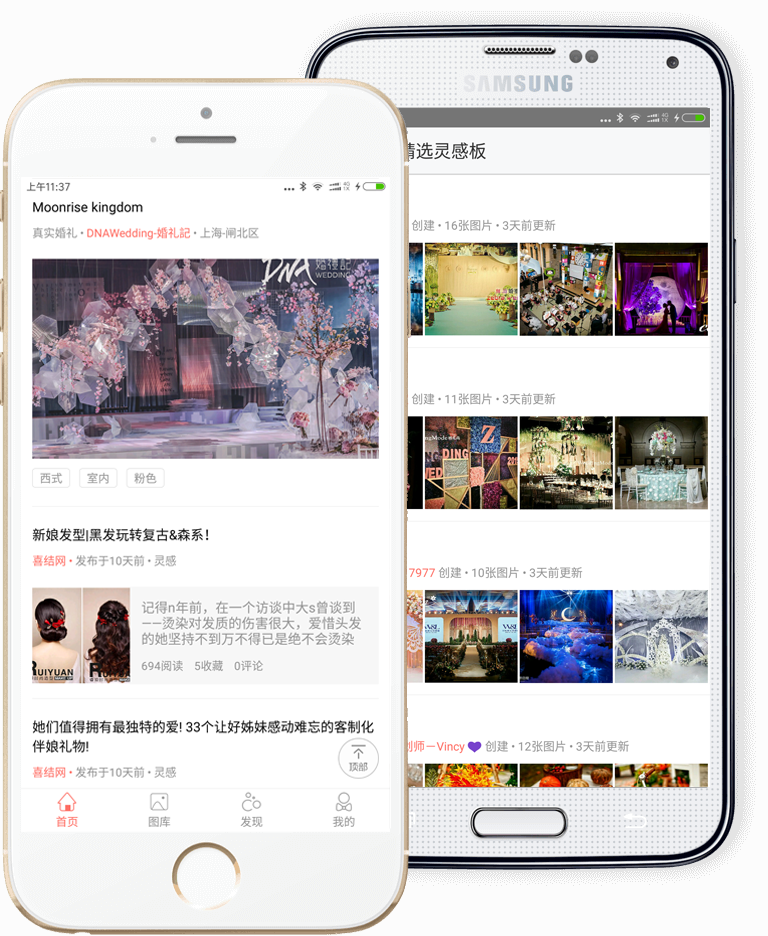 上午11:37
4G
1X
Moonrise kingdom
真实婚礼 • DNAWedding-婚礼記 • 上海-闸北区
DNA 婚禮記
WEDDING
西式 室内 粉色
新娘发型|黑发玩转复古&森系！
喜结网 • 发布于10天前 • 灵感
RUIYUAN
记得n年前，在一个访谈中大s曾谈到
——烫染对发质的伤害很大，爱惜头发
的她坚持不到万不得已是绝不会烫染
694阅读 5收藏 0评论
她们值得拥有最独特的爱! 33个让好姊妹感动难忘的客制化
伴娘礼物!
喜结网 • 发布于10天前 • 灵感
顶部
首页 图库 发现 我的
SAMSUNG
4G
1X
精选灵感板
创建 • 16张图片 • 3天前更新
创建 • 11张图片 • 3天前更新
Z
DING
7977 创建 • 10张图片 • 3天前更新
W&L W&L
创师—Vincy 💜 创建 • 12张图片 • 3天前更新